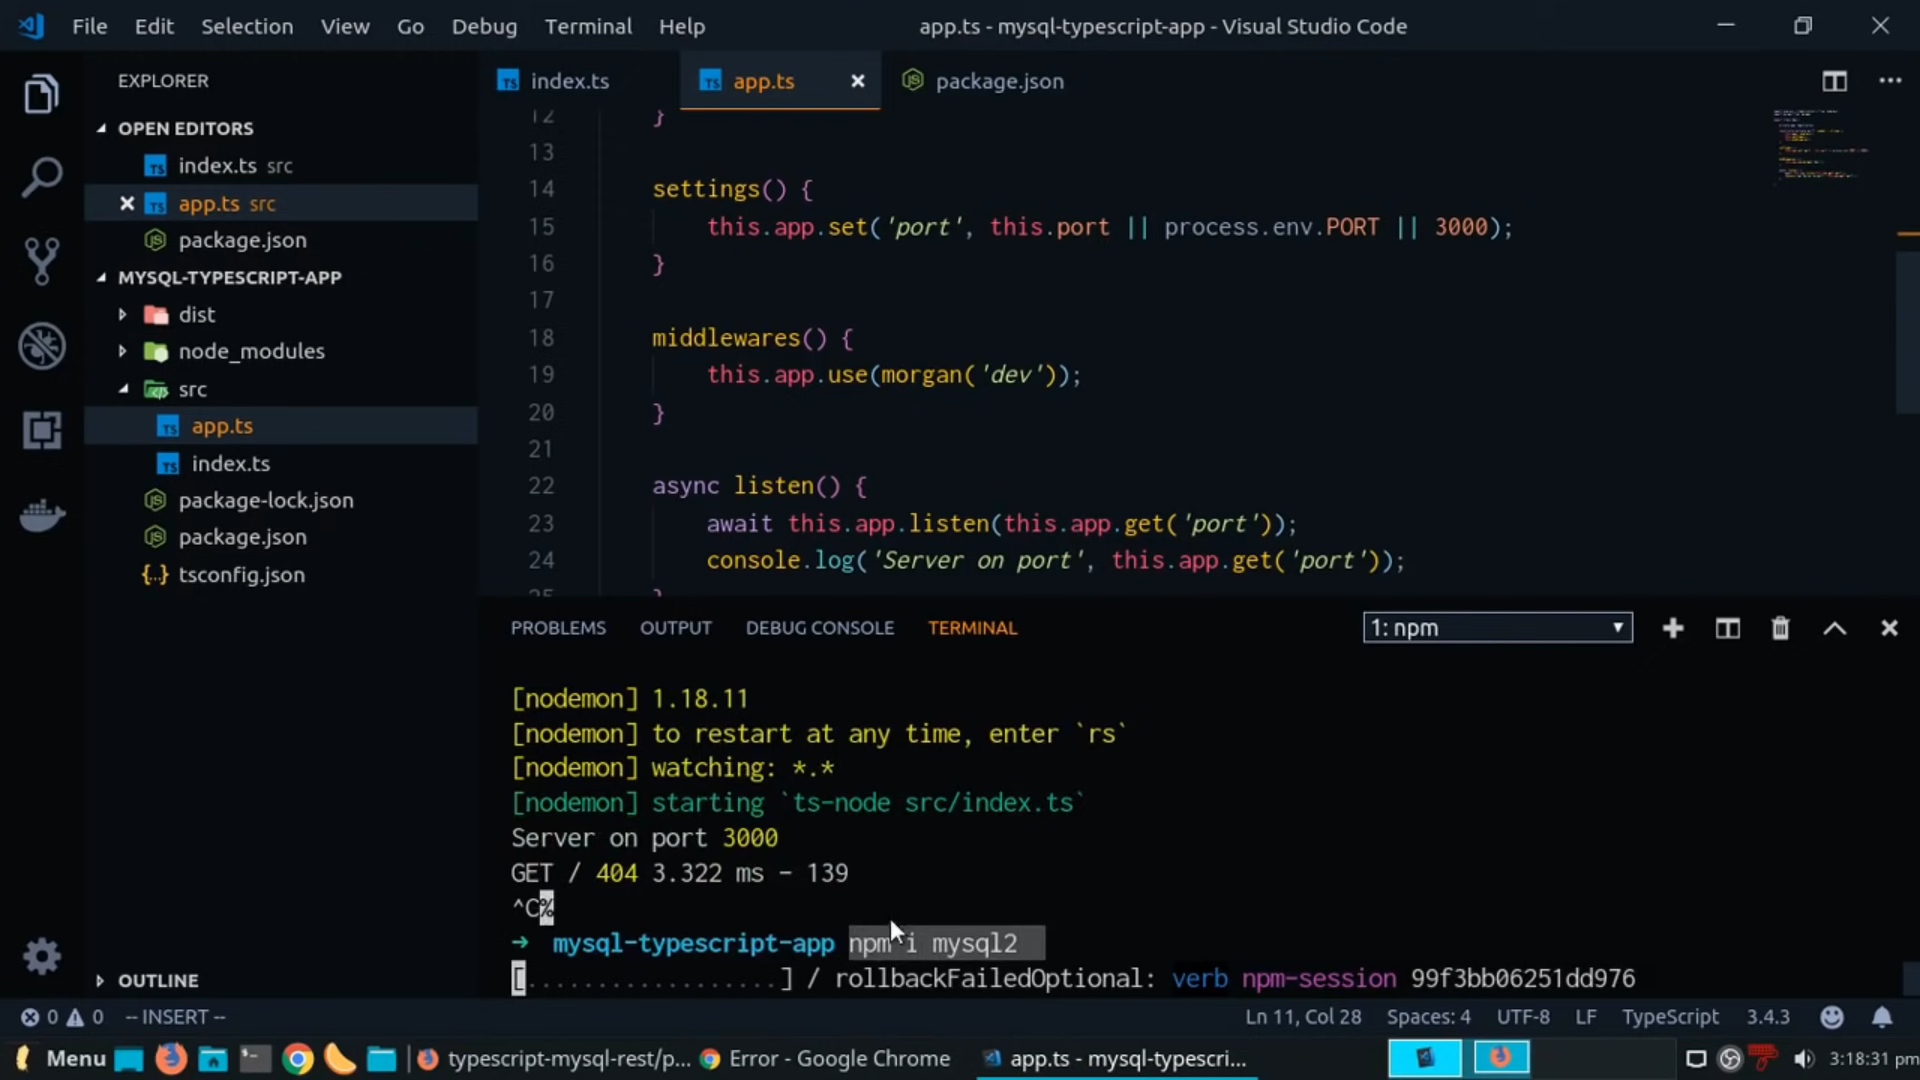 File Edit Selection View Go Debug Terminal Help
app.ts - mysql-typescript-app - Visual Studio Code
EXPLORER
OPEN EDITORS
index.ts src
app.ts src
package.json
MYSQL-TYPESCRIPT-APP
dist
node_modules
src
app.ts
index.ts
package-lock.json
package.json
{..} tsconfig.json
OUTLINE
index.ts app.ts package.json
12 }
13
14 settings() {
15 this.app.set('port', this.port || process.env.PORT || 3000);
16 }
17
18 middlewares() {
19 this.app.use(morgan('dev'));
20 }
21
22 async listen() {
23 await this.app.listen(this.app.get('port'));
24 console.log('Server on port', this.app.get('port'));
25 }
PROBLEMS OUTPUT DEBUG CONSOLE TERMINAL 1: npm
[nodemon] 1.18.11
[nodemon] to restart at any time, enter `rs`
[nodemon] watching: *.*
[nodemon] starting `ts-node src/index.ts`
Server on port 3000
GET / 404 3.322 ms - 139
^C%
➜ mysql-typescript-app npm i mysql2
[..................] / rollbackFailedOptional: verb npm-session 99f3bb06251dd976
0 0 -- INSERT -- Ln 11, Col 28 Spaces: 4 UTF-8 LF TypeScript 3.4.3
Menu typescript-mysql-rest/p... Error - Google Chrome app.ts - mysql-typescri... 3:18:31 pm